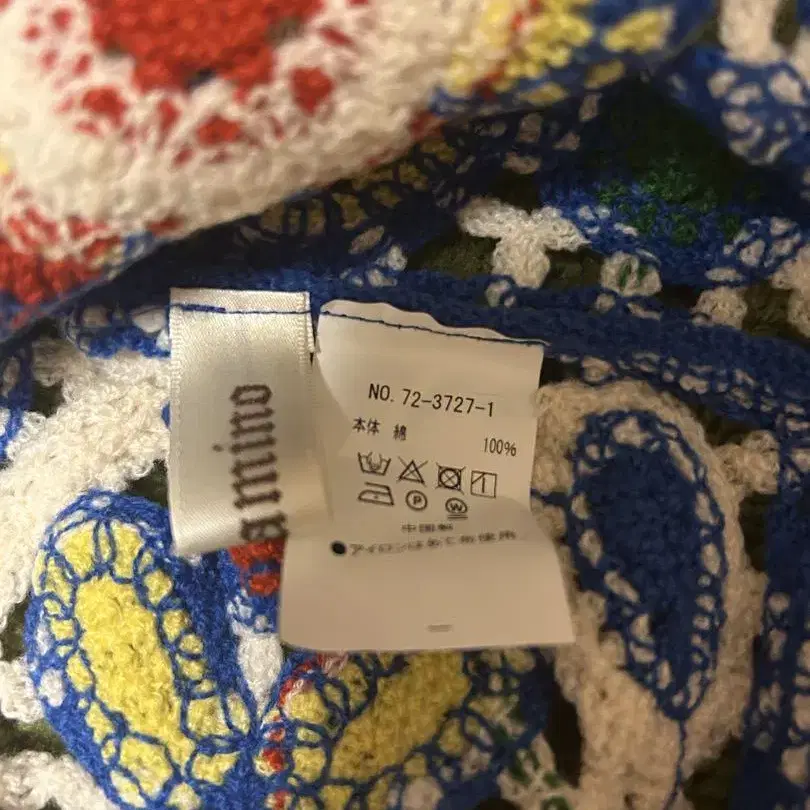 amino
NO. 72-3727-1
本体 綿 100%
P
W
中国製
●アイロンはあて布使用